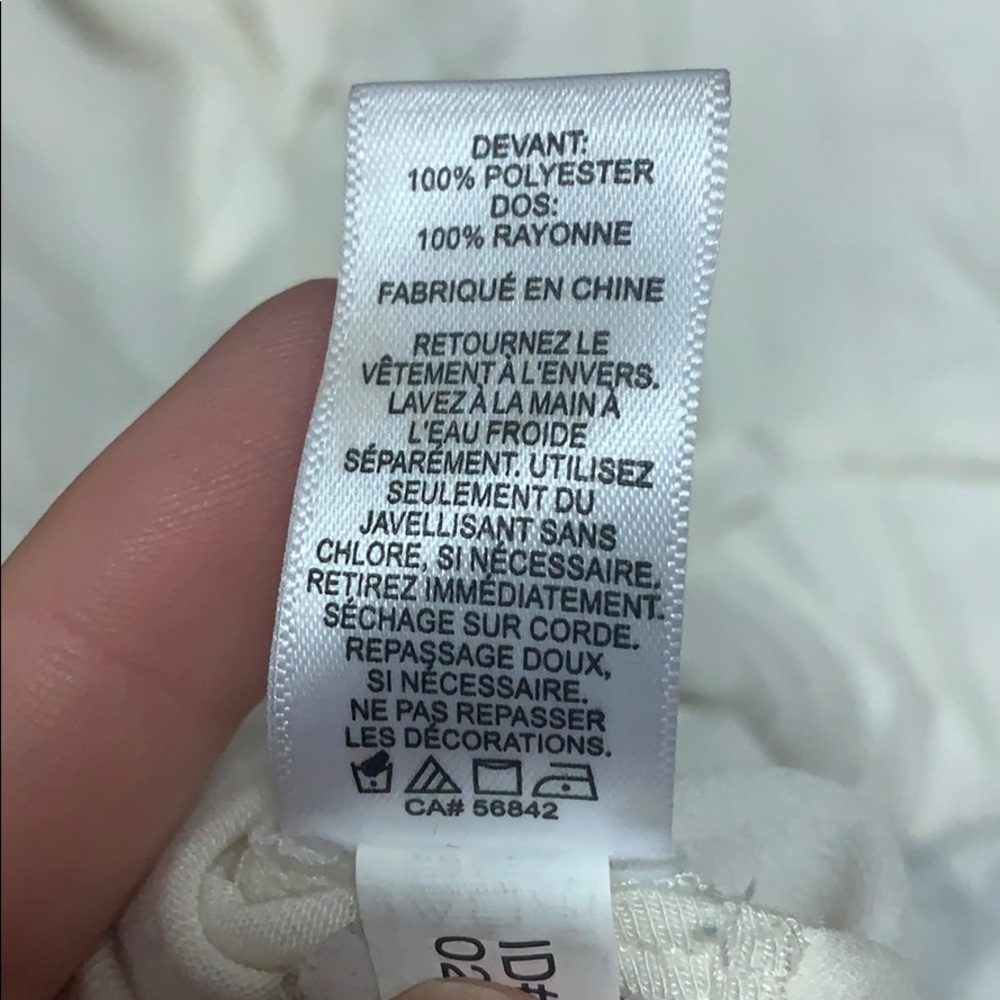 DEVANT:
100% POLYESTER
DOS:
100% RAYONNE
FABRIQUÉ EN CHINE
RETOURNEZ LE
VÊTEMENT À L'ENVERS.
LAVEZ À LA MAIN À
L'EAU FROIDE
SÉPARÉMENT. UTILISEZ
SEULEMENT DU
JAVELLISANT SANS
CHLORE, SI NÉCESSAIRE.
RETIREZ IMMÉDIATEMENT.
SÉCHAGE SUR CORDE.
REPASSAGE DOUX,
SI NÉCESSAIRE.
NE PAS REPASSER
LES DÉCORATIONS.
CA# 56842
ID#
02